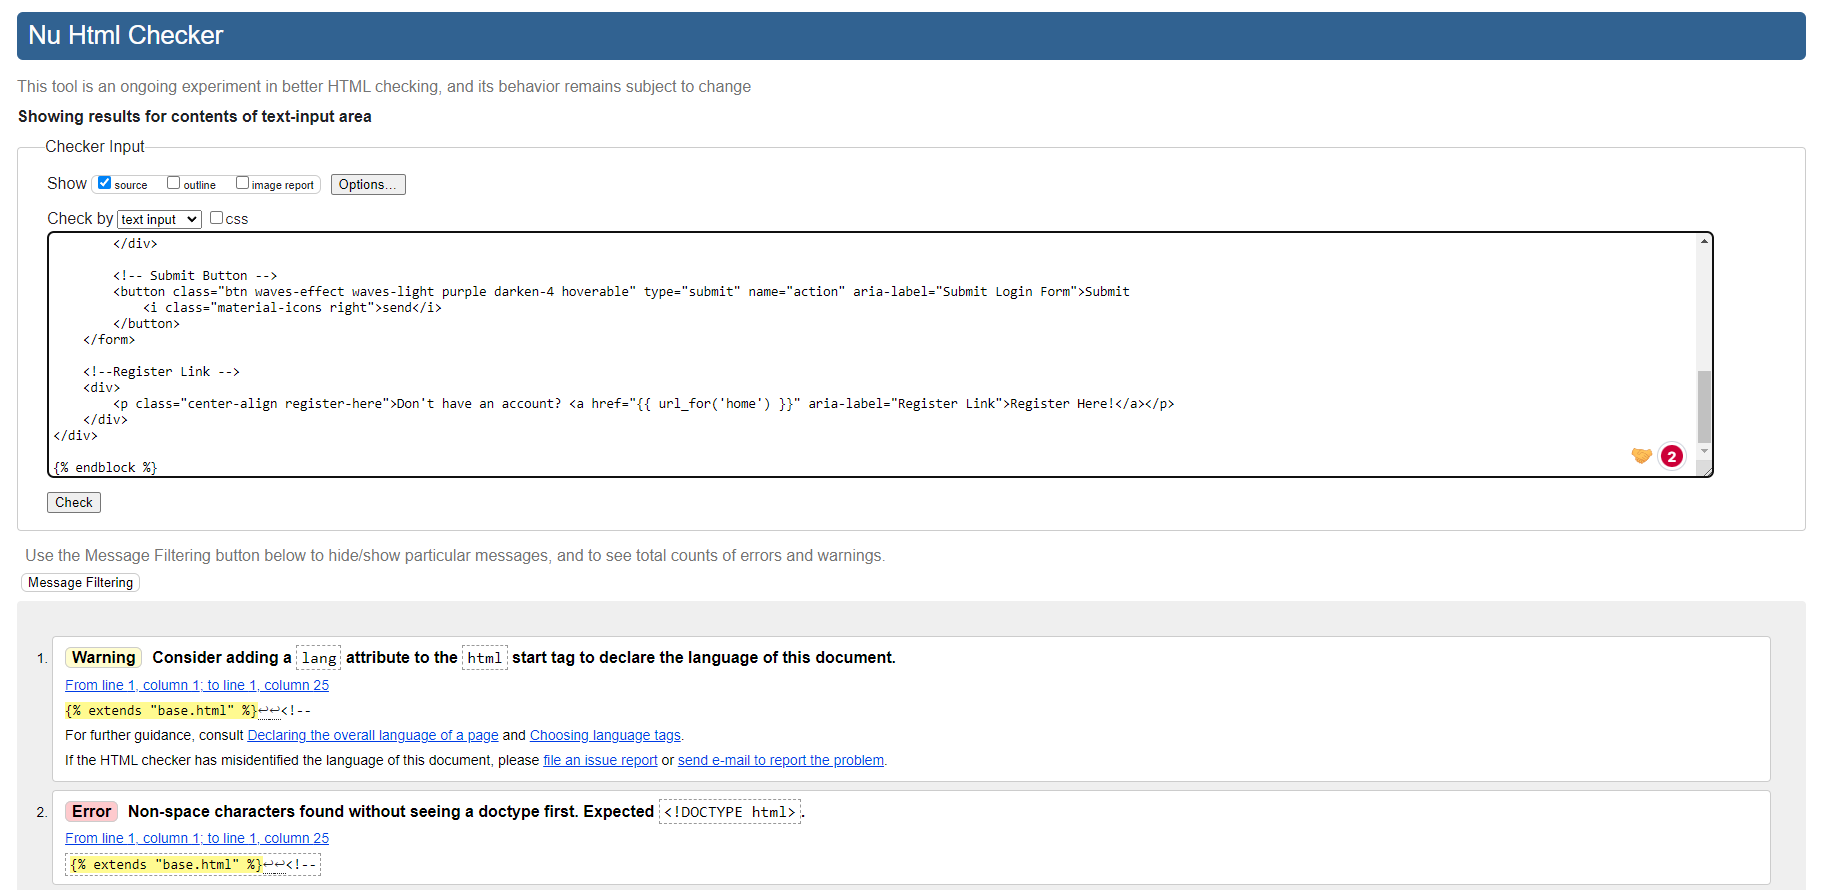 Nu Html Checker
This tool is an ongoing experiment in better HTML checking, and its behavior remains subject to change
Showing results for contents of text-input area
Checker Input
Show source outline image report Options...
Check by text input css
</div>
<!-- Submit Button -->
<button class="btn waves-effect waves-light purple darken-4 hoverable" type="submit" name="action" aria-label="Submit Login Form">Submit
<i class="material-icons right">send</i>
</button>
</form>
<!--Register Link -->
<div>
<p class="center-align register-here">Don't have an account? <a href="{{ url_for('home') }}" aria-label="Register Link">Register Here!</a></p>
</div>
</div>
2
{% endblock %}
Check
Use the Message Filtering button below to hide/show particular messages, and to see total counts of errors and warnings.
Message Filtering
1. Warning Consider adding a lang attribute to the html start tag to declare the language of this document.
From line 1, column 1; to line 1, column 25
{% extends "base.html" %}↩↩<!--
For further guidance, consult Declaring the overall language of a page and Choosing language tags.
If the HTML checker has misidentified the language of this document, please file an issue report or send e-mail to report the problem.
2. Error Non-space characters found without seeing a doctype first. Expected <!DOCTYPE html>.
From line 1, column 1; to line 1, column 25
{% extends "base.html" %}↩↩<!--